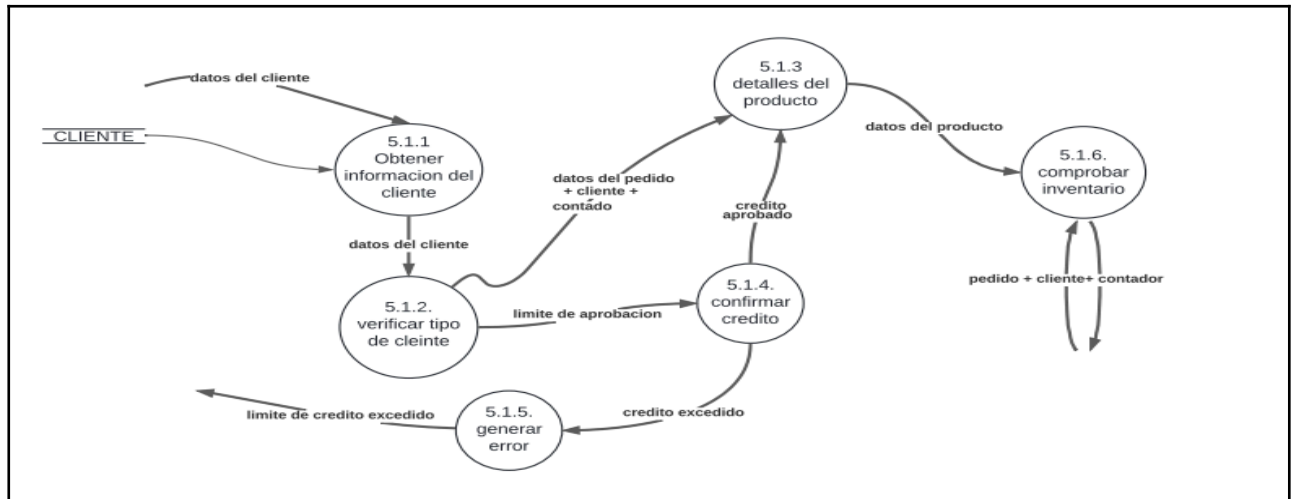 datos del cliente
CLIENTE
5.1.1
Obtener
informacion del
cliente
datos del cliente
5.1.2.
verificar tipo
de cleinte
datos del pedido
+ cliente +
contado
limite de aprobacion
5.1.3
detalles del
producto
credito
aprobado
5.1.4.
confirmar
credito
credito excedido
5.1.5.
generar
error
limite de credito excedido
datos del producto
5.1.6.
comprobar
inventario
pedido + cliente+ contador